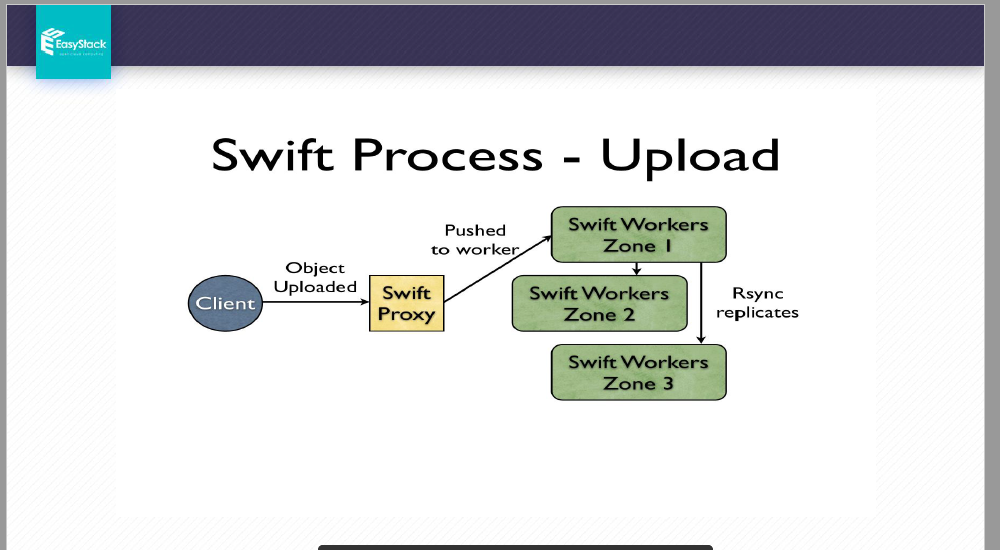 EasyStack
Swift Process - Upload
Pushed
to worker
Swift Workers
Zone 1
Object
Uploaded
Client
Swift
Proxy
Swift Workers
Zone 2
Rsync
replicates
Swift Workers
Zone 3